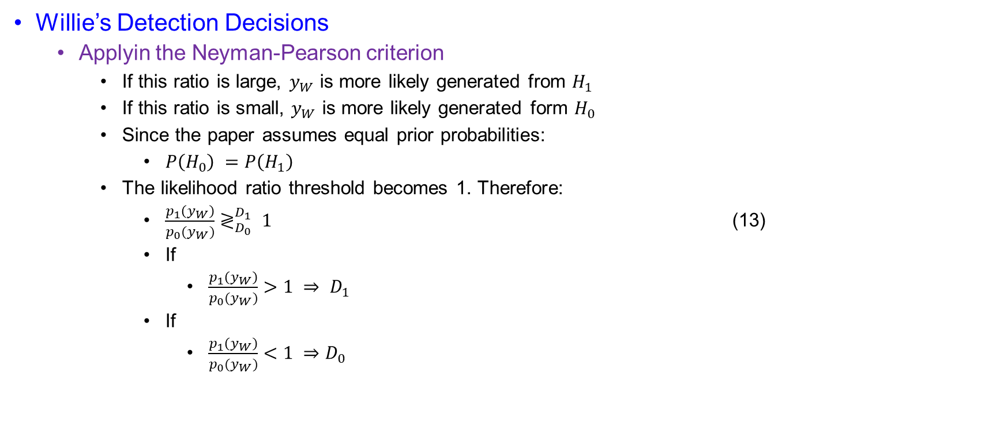 • Willie’s Detection Decisions
• Applyin the Neyman-Pearson criterion
• If this ratio is large, y_W is more likely generated from H_1
• If this ratio is small, y_W is more likely generated form H_0
• Since the paper assumes equal prior probabilities:
• P(H_0) = P(H_1)
• The likelihood ratio threshold becomes 1. Therefore:
• \frac{p_1(y_W)}{p_0(y_W)} ≷^{D_1}_{D_0} 1 (13)
• If
• \frac{p_1(y_W)}{p_0(y_W)} > 1 ⇒ D_1
• If
• \frac{p_1(y_W)}{p_0(y_W)} < 1 ⇒ D_0